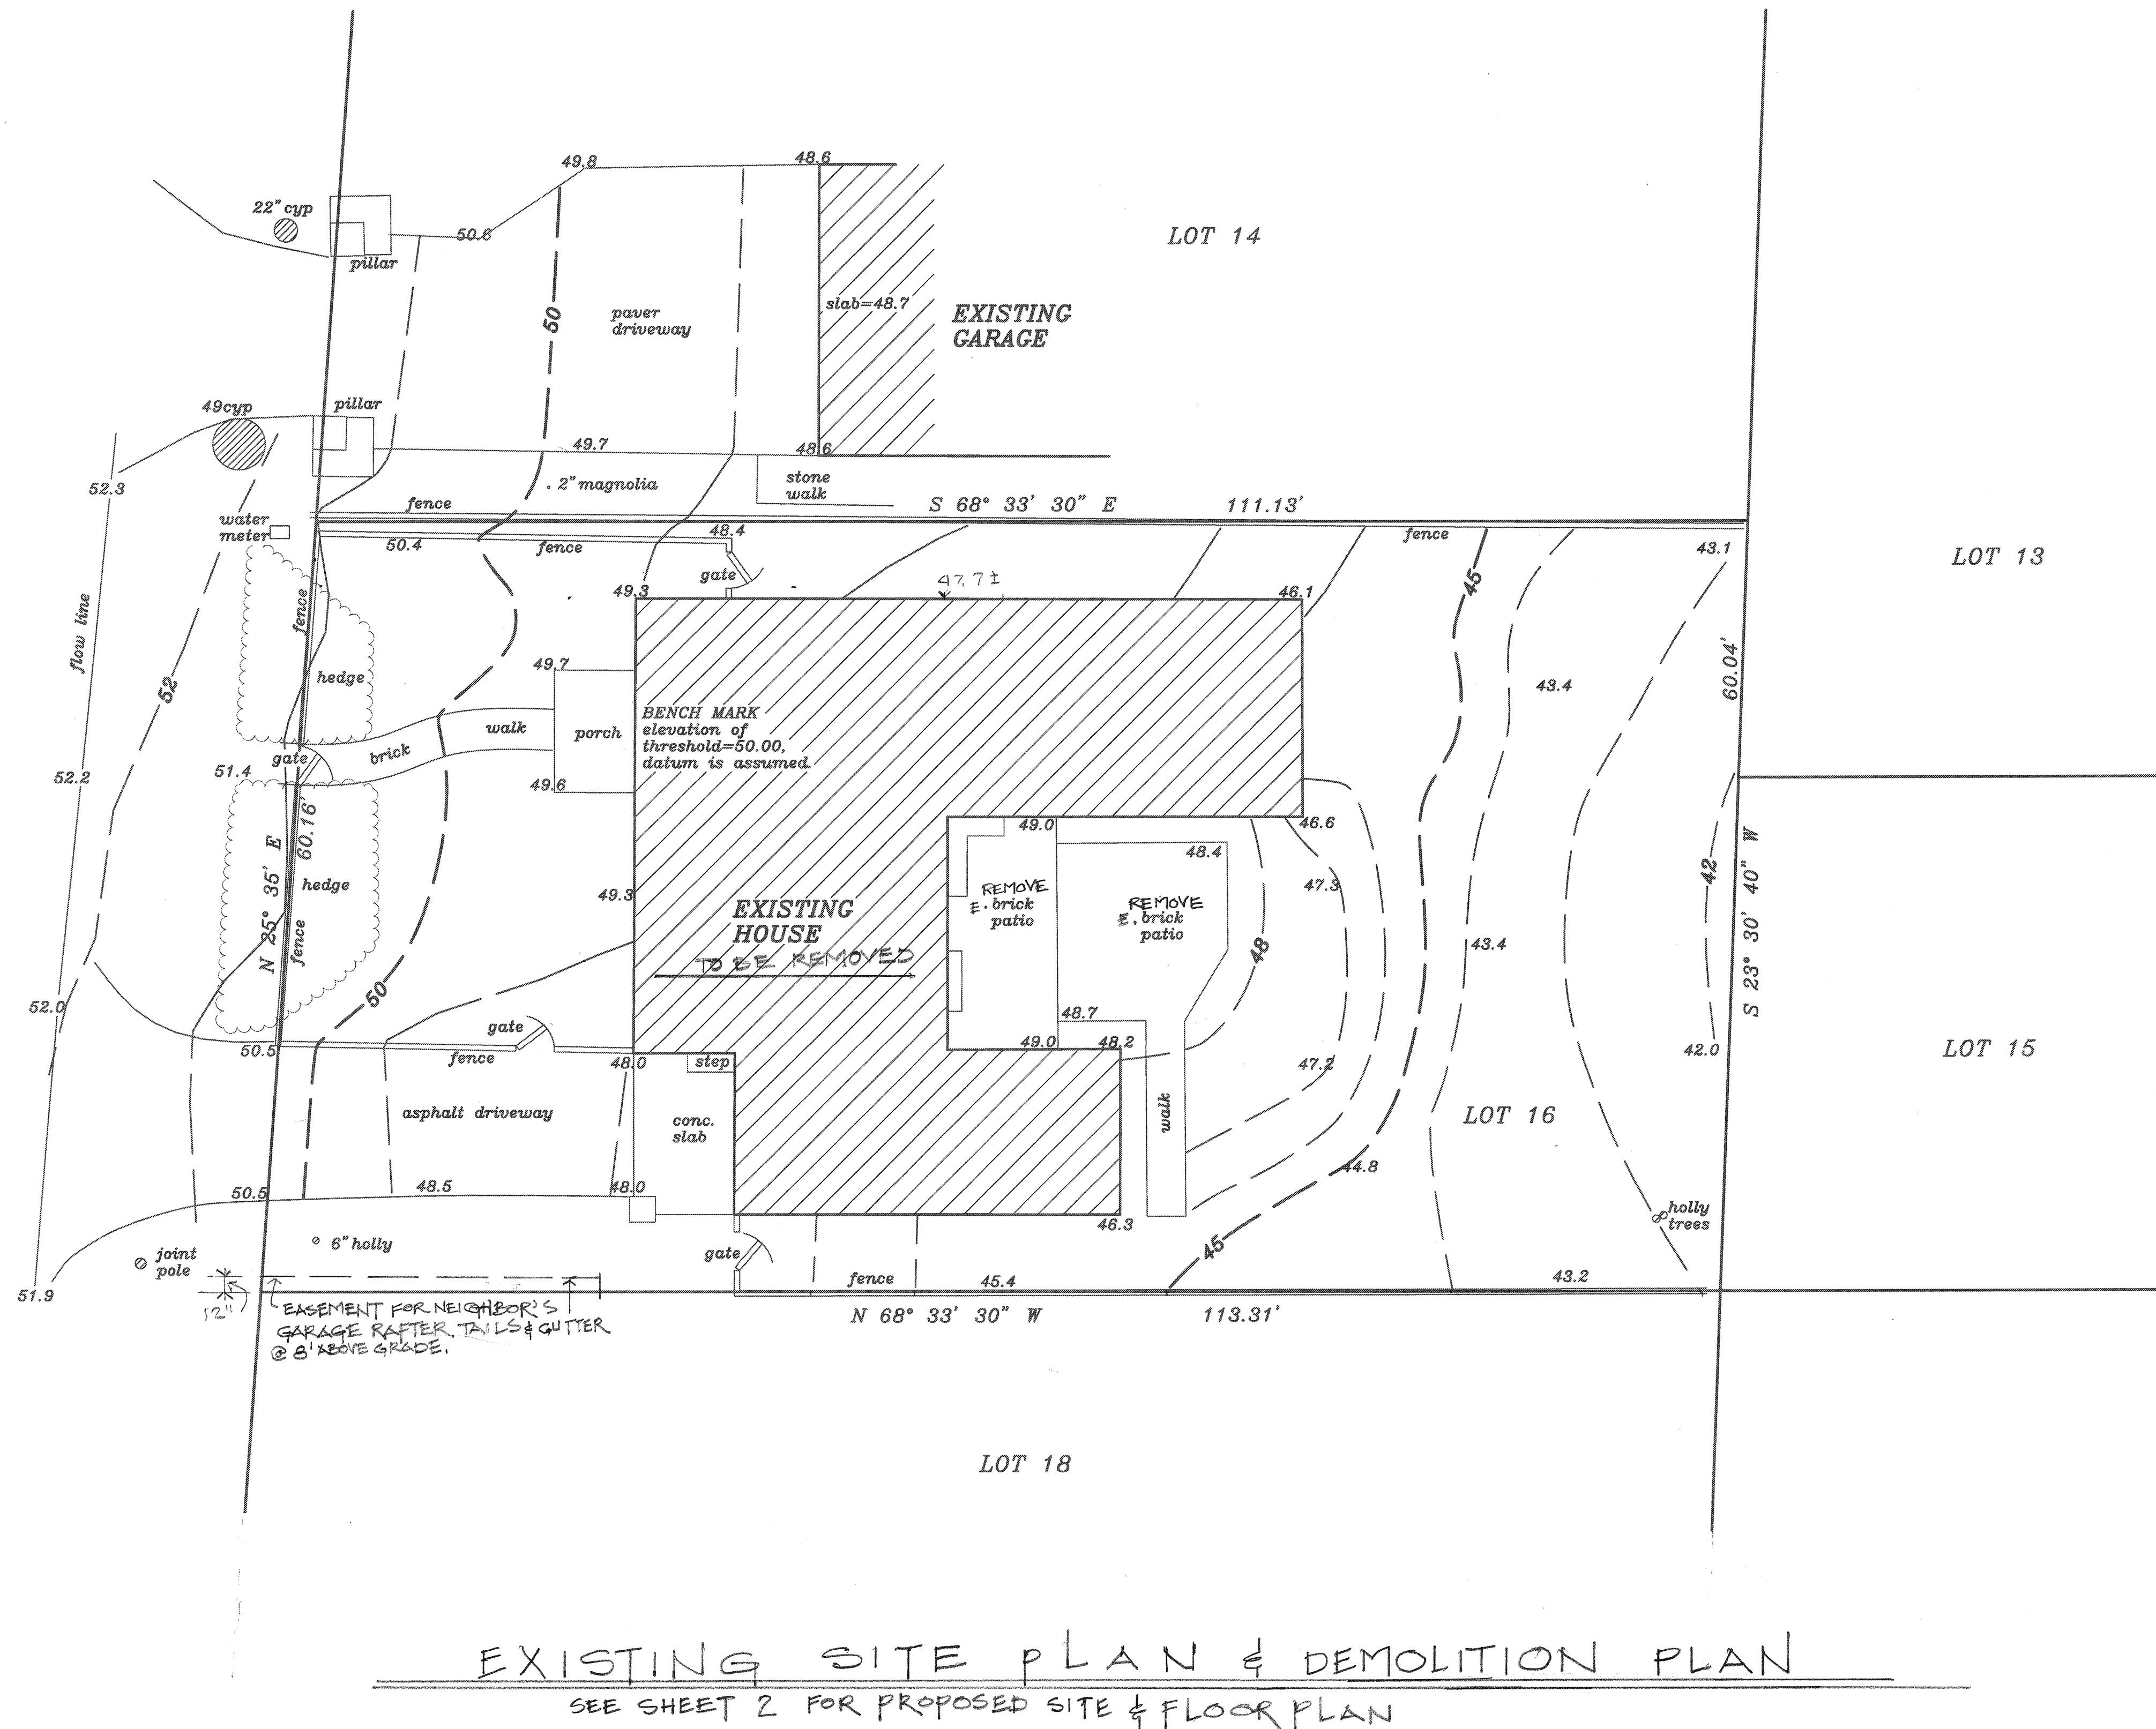 49.8
48.6
22" cyp
pillar
50.6
LOT 14
50
paver
driveway
slab=48.7
EXISTING
GARAGE
49cyp
pillar
49.7
48.6
52.3
. 2" magnolia
stone
walk
fence
S 68° 33' 30" E
111.13'
water
meter
50.4
fence
48.4
fence
43.1
LOT 13
gate
47.7 ±
45
49.3
46.1
flow line
fence
52
hedge
49.7
43.4
60.04'
BENCH MARK
elevation of
threshold=50.00,
datum is assumed.
walk
porch
brick
gate
51.4
52.2
49.6
60.16'
N 25° 35' E
hedge
fence
49.0
46.6
48.4
42
49.3
REMOVE
E. brick
patio
47.3
REMOVE
E. brick
patio
EXISTING
HOUSE
TO BE REMOVED
48
43.4
S 23° 30' 40" W
50
52.0
gate
48.7
50.5
fence
48.0
step
49.0
48.2
42.0
LOT 15
47.2
asphalt driveway
conc.
slab
walk
LOT 16
44.8
50.5
48.5
48.0
46.3
holly
trees
6" holly
gate
45
joint
pole
fence
45.4
43.2
51.9
12"
EASEMENT FOR NEIGHBOR'S
GARAGE RAFTER TAILS & GUTTER
@ 8' ABOVE GRADE.
N 68° 33' 30" W
113.31'
LOT 18
EXISTING SITE PLAN & DEMOLITION PLAN
SEE SHEET 2 FOR PROPOSED SITE & FLOOR PLAN